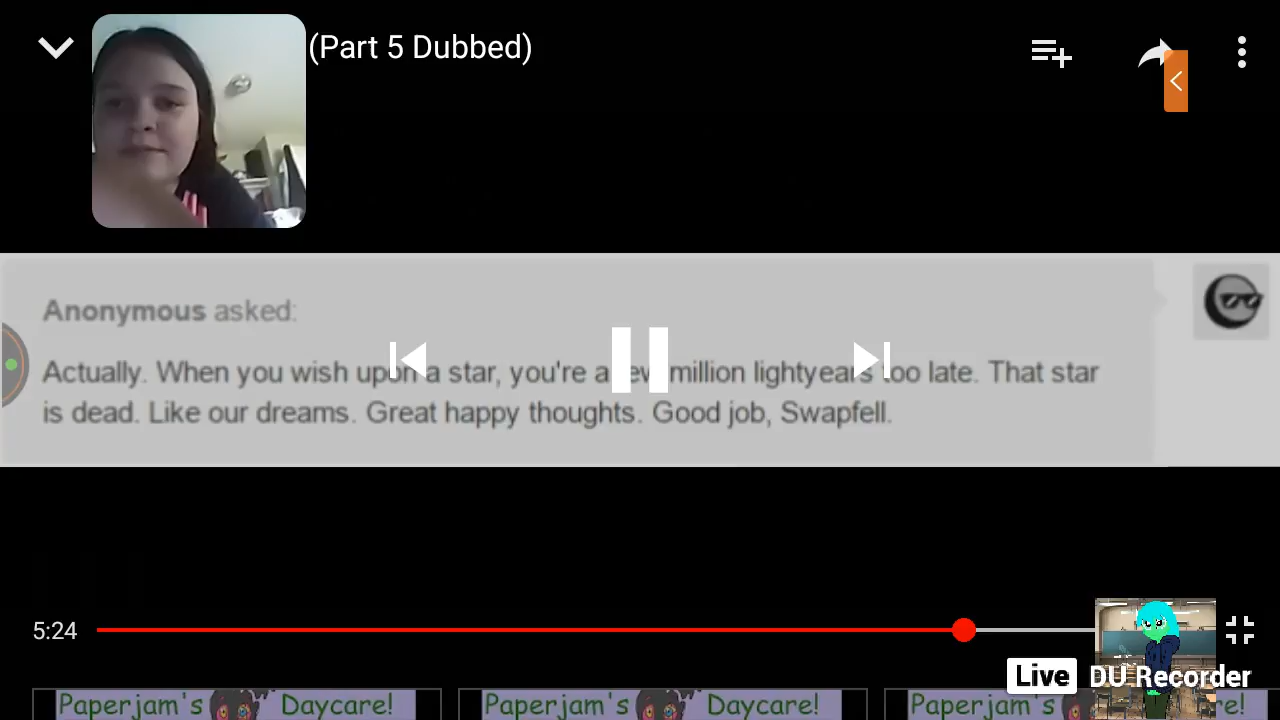 (Part 5 Dubbed)
Anonymous asked:
Actually. When you wish upon a star, you're a few million lightyears too late. That star
is dead. Like our dreams. Great happy thoughts. Good job, Swapfell.
5:24
Live DU Recorder
Paperjam's Daycare! Paperjam's Daycare! Paperjam's re!